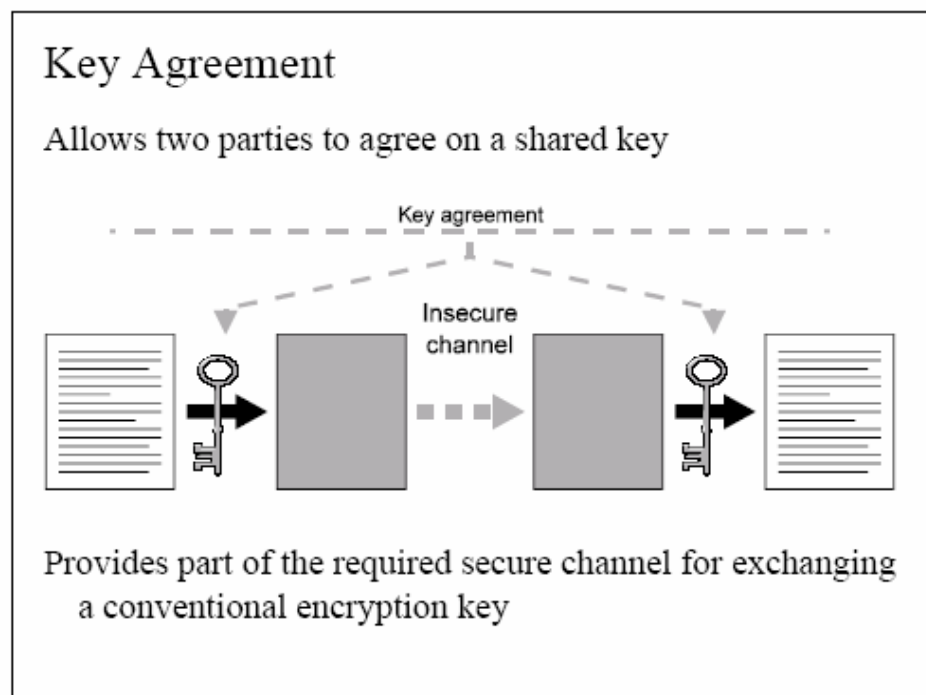 Key Agreement
Allows two parties to agree on a shared key
Key agreement
Insecure
channel
Provides part of the required secure channel for exchanging
a conventional encryption key